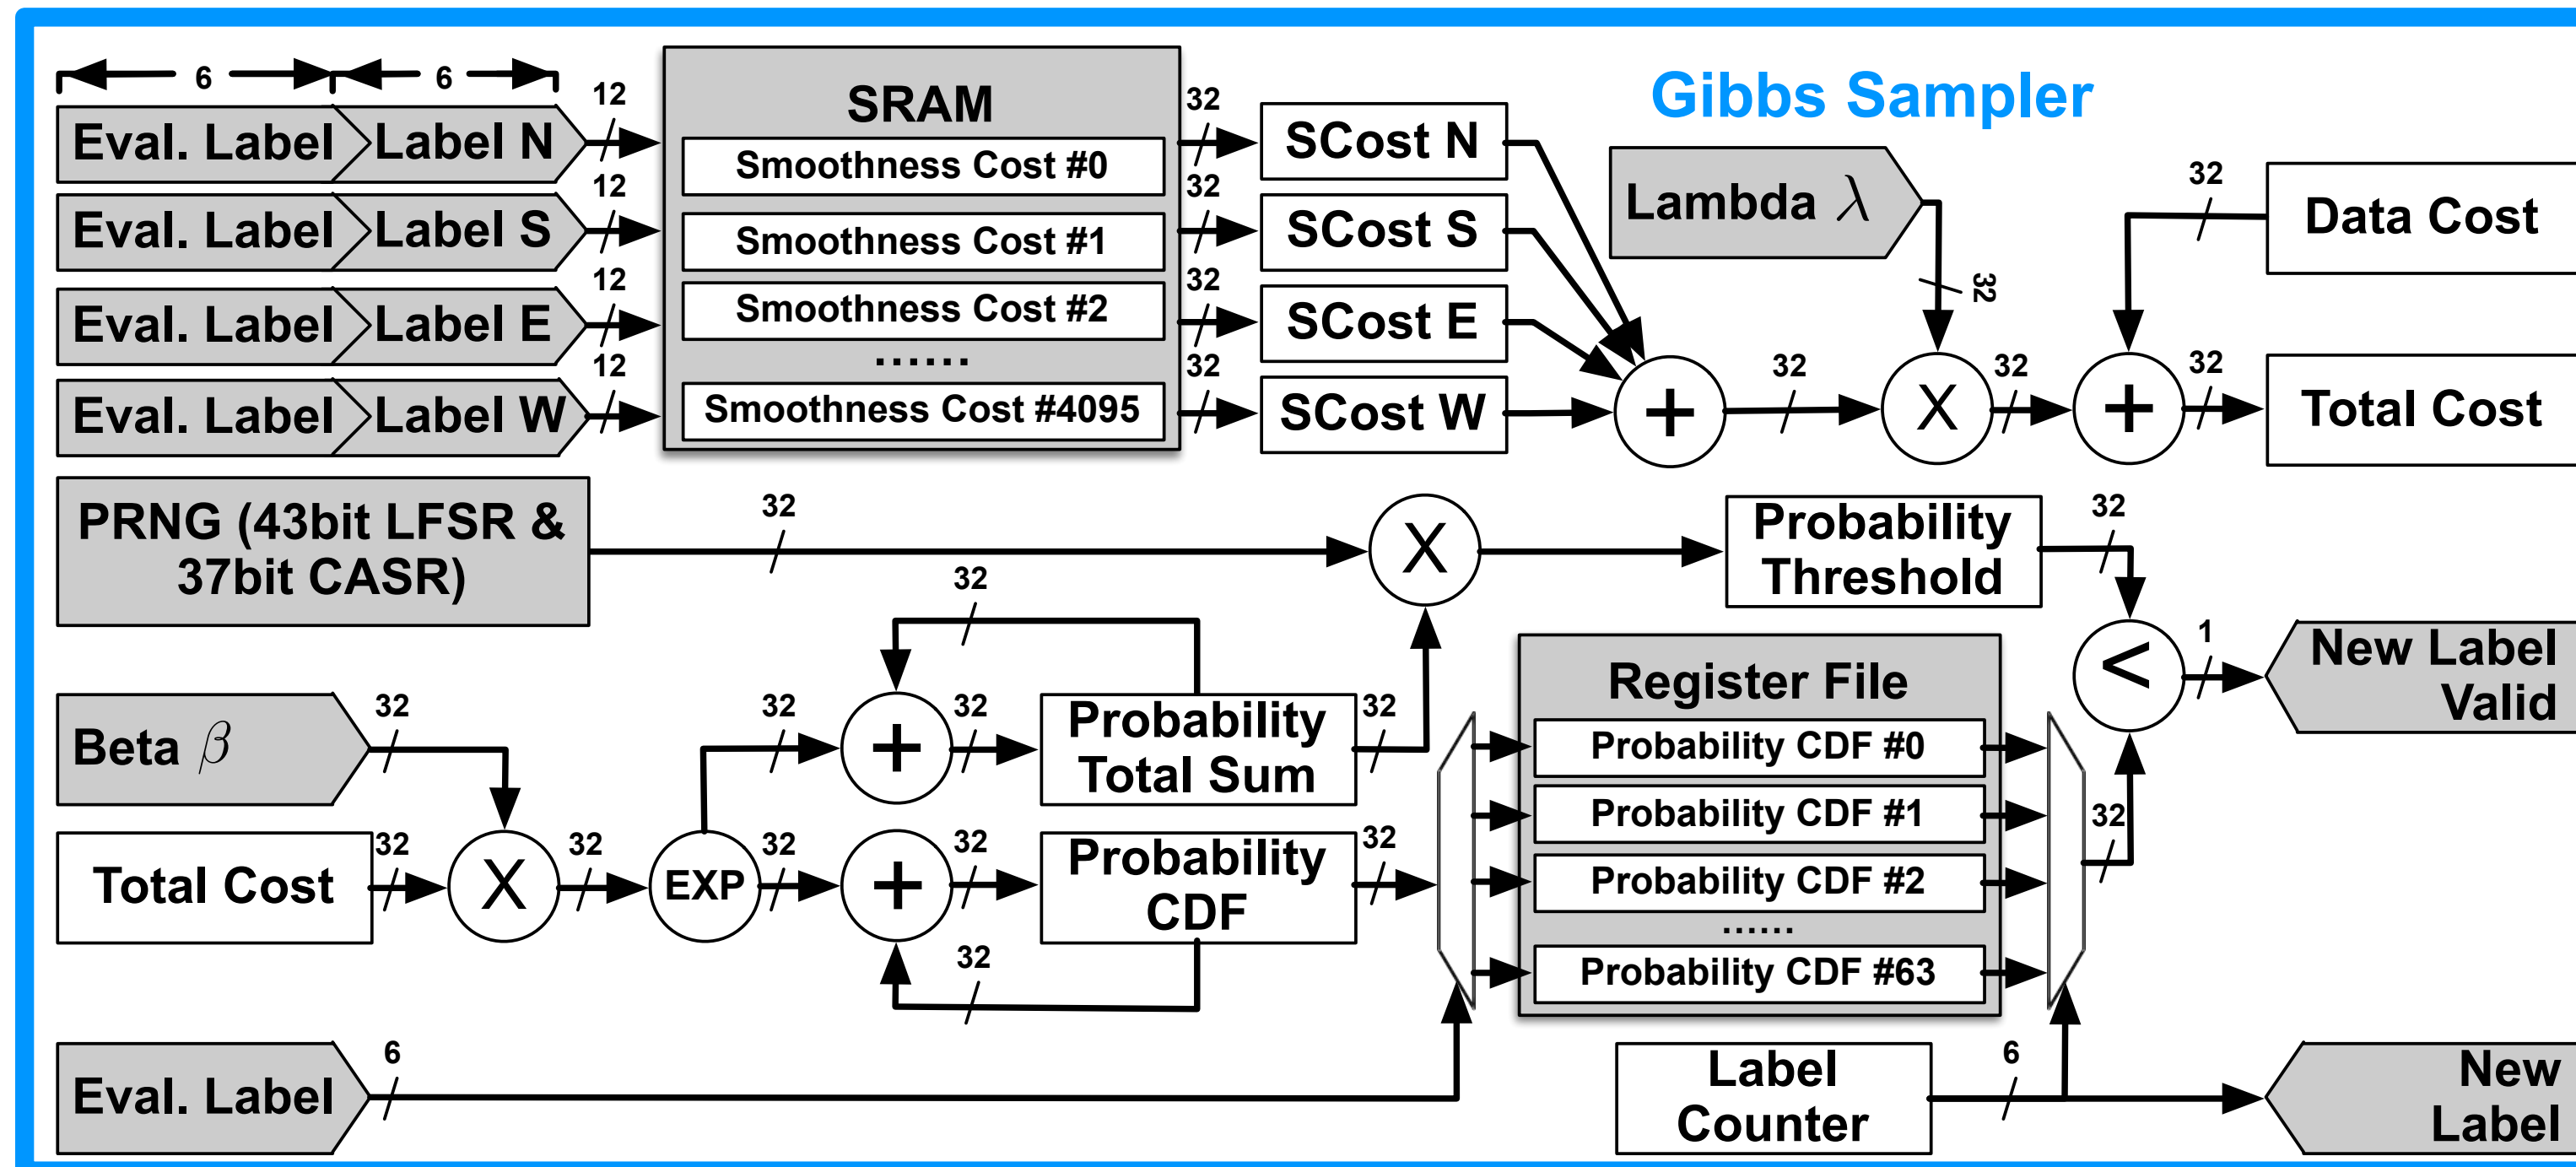 6
6
Eval. Label
Label N
12
SRAM
Smoothness Cost #0
32
SCost N
Gibbs Sampler
Eval. Label
Label S
12
Smoothness Cost #1
32
SCost S
Lambda λ
32
32
Data Cost
Eval. Label
Label E
12
Smoothness Cost #2
32
SCost E
......
Eval. Label
Label W
12
Smoothness Cost #4095
32
SCost W
+
32
X
32
+
32
Total Cost
PRNG (43bit LFSR &
37bit CASR)
32
X
Probability
Threshold
32
32
Beta β
32
32
+
32
Probability
Total Sum
32
Register File
Probability CDF #0
Probability CDF #1
Probability CDF #2
......
Probability CDF #63
<
1
New Label
Valid
Total Cost
32
X
32
EXP
32
+
32
Probability
CDF
32
32
32
Eval. Label
6
Label
Counter
6
New
Label